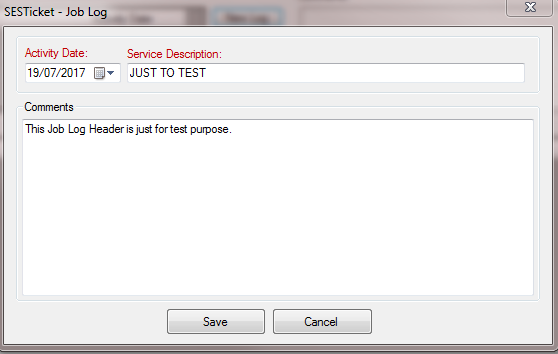 SESTicket - Job Log
Activity Date: Service Description:
19/07/2017 JUST TO TEST
Comments
This Job Log Header is just for test purpose.
Save Cancel